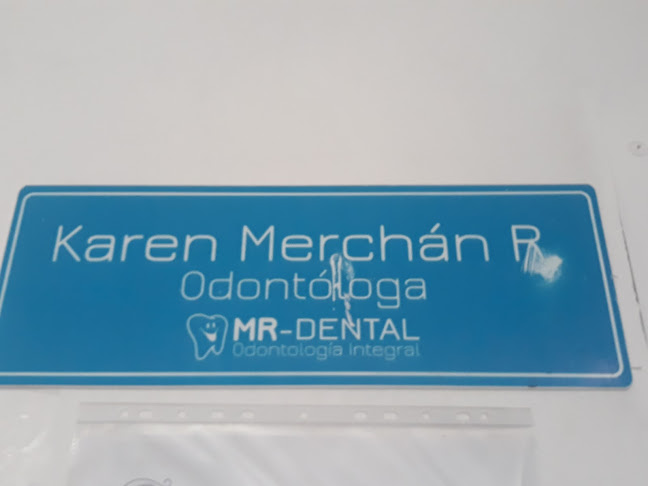 Karen Merchán R
Odontóloga
MR-DENTAL
Odontología Integral